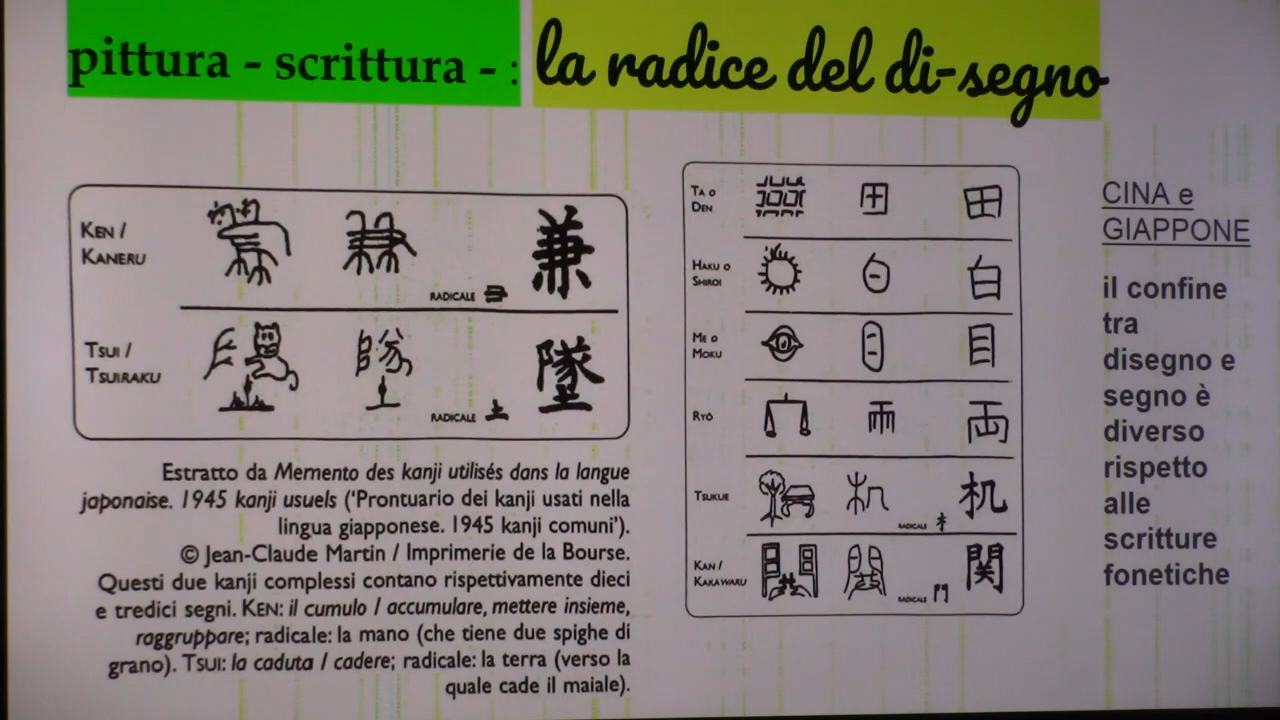 pittura - scrittura - : la radice del di-segno
KEN /
KANERU
RADICALE
兼
TSUI /
TSUIRAKU
RADICALE 土
墜
Estratto da Memento des kanji utilisés dans la langue
japonaise. 1945 kanji usuels (‘Prontuario dei kanji usati nella
lingua giapponese. 1945 kanji comuni’).
© Jean-Claude Martin / Imprimerie de la Bourse.
Questi due kanji complessi contano rispettivamente dieci
e tredici segni. KEN: il cumulo / accumulare, mettere insieme,
raggruppare; radicale: la mano (che tiene due spighe di
grano). TSUI: la caduta / cadere; radicale: la terra (verso la
quale cade il maiale).
TA O
DEN
田
HAKU O
SHIROI
白
ME O
MOKU
目
RYŌ
両
TSUKUE
RADICALE 木
机
KAN /
KAKAWARU
RADICALE 門
関
CINA e
GIAPPONE
il confine
tra
disegno e
segno è
diverso
rispetto
alle
scritture
fonetiche